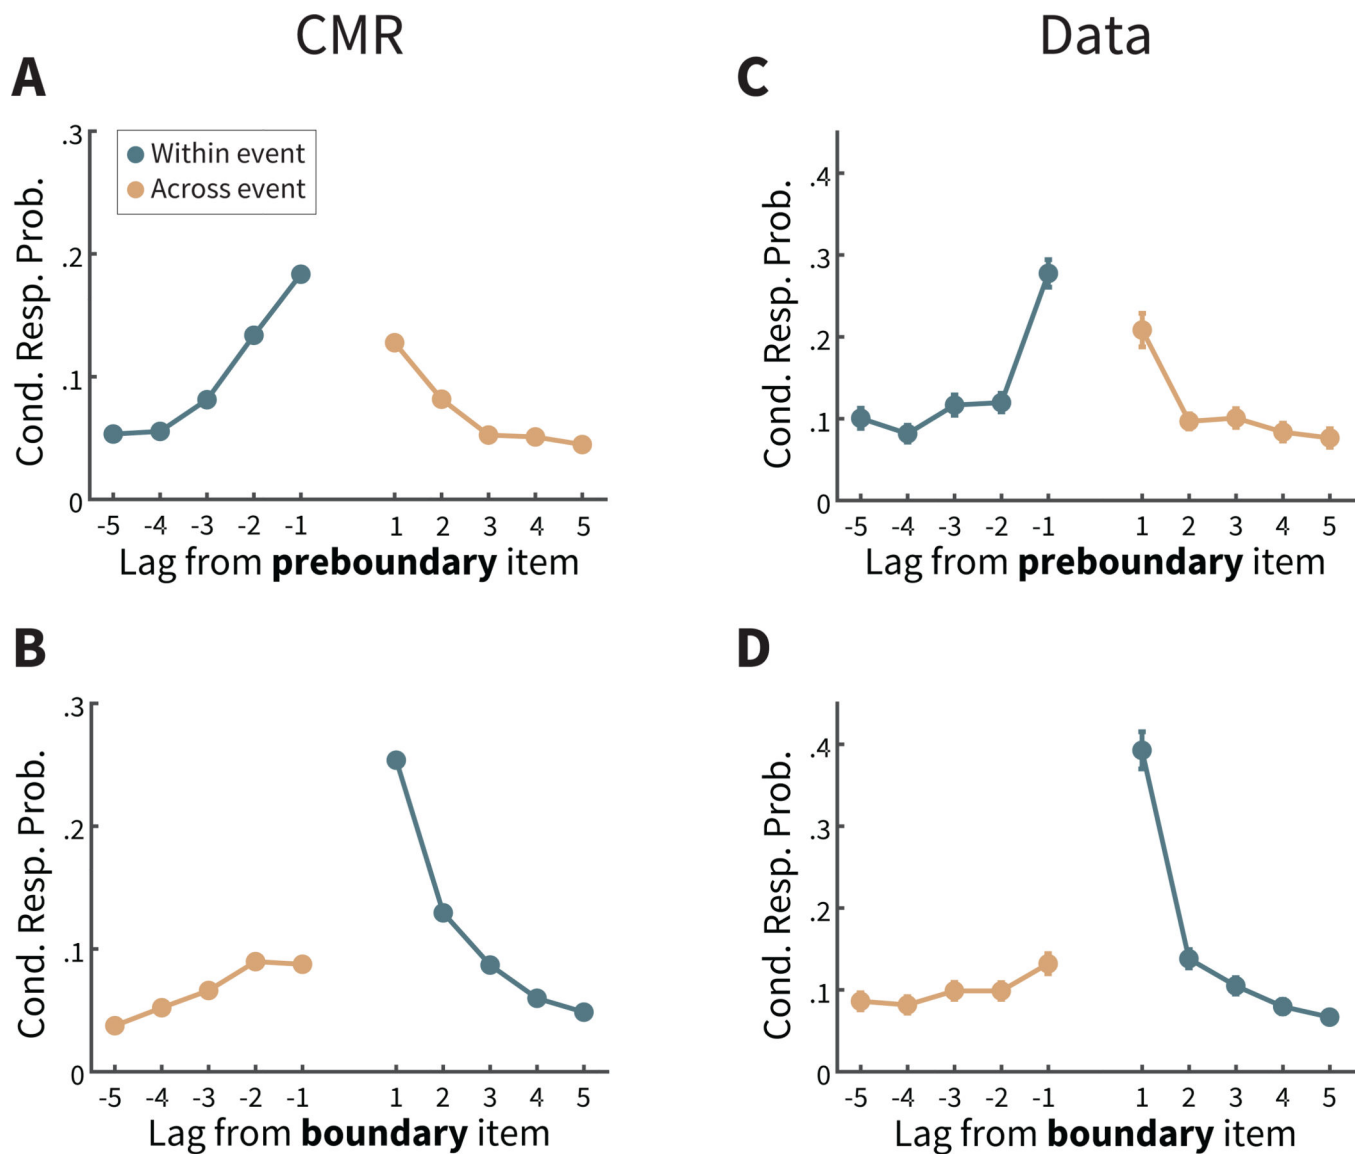 CMR
Data
A
.3
.2
.1
0
Cond. Resp. Prob.
Within event
Across event
-5 -4 -3 -2 -1 1 2 3 4 5
Lag from preboundary item
C
.4
.3
.2
.1
0
Cond. Resp. Prob.
-5 -4 -3 -2 -1 1 2 3 4 5
Lag from preboundary item
B
.3
.2
.1
0
Cond. Resp. Prob.
-5 -4 -3 -2 -1 1 2 3 4 5
Lag from boundary item
D
.4
.3
.2
.1
0
Cond. Resp. Prob.
-5 -4 -3 -2 -1 1 2 3 4 5
Lag from boundary item